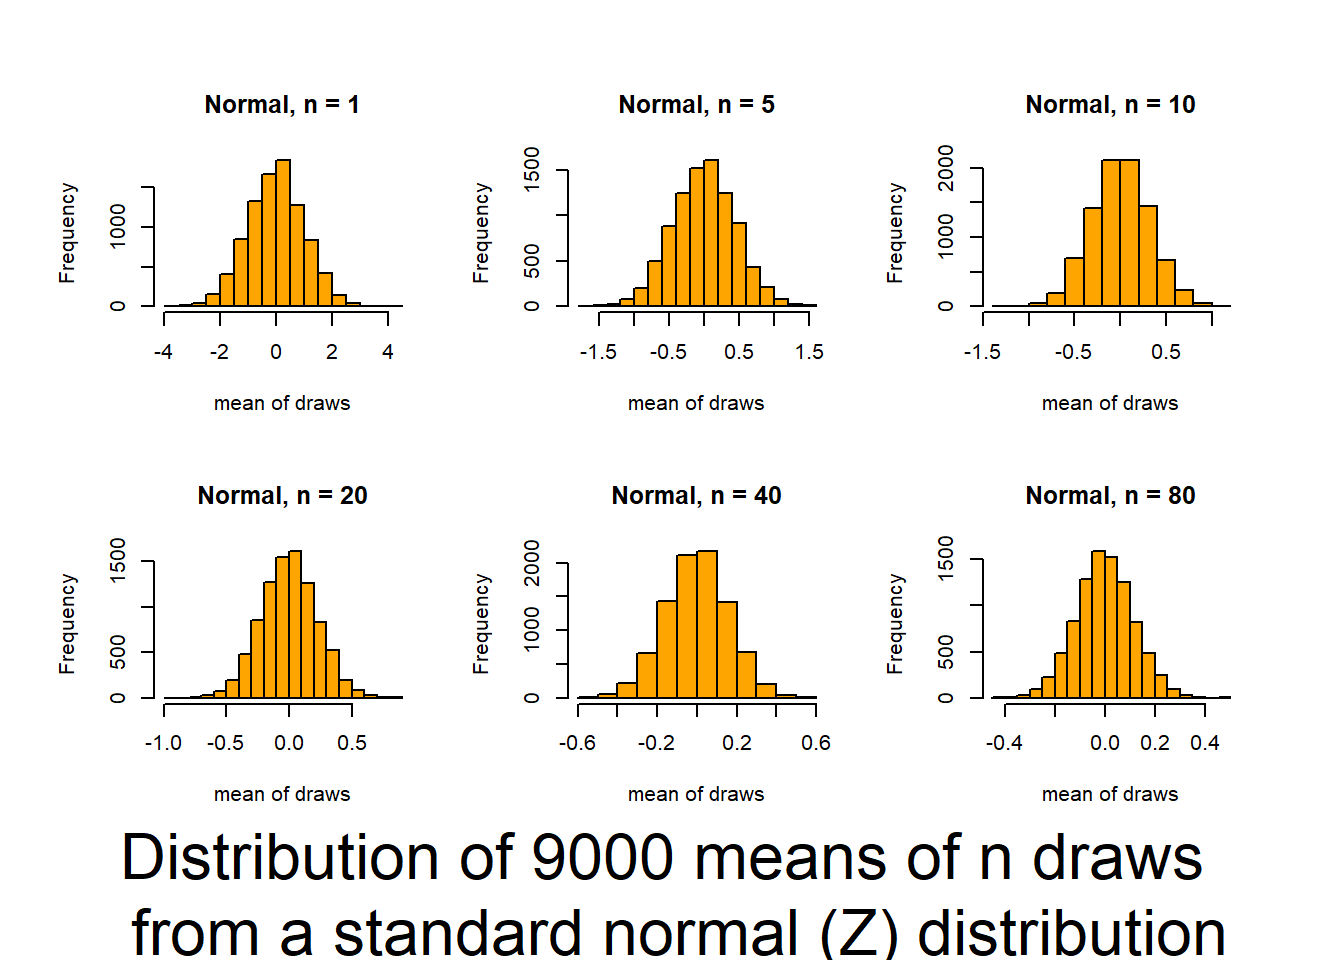 Normal, n = 1
Frequency
0
1000
-4 -2 0 2 4
mean of draws
Normal, n = 5
Frequency
0
500
1500
-1.5 -0.5 0.5 1.5
mean of draws
Normal, n = 10
Frequency
0
1000
2000
-1.5 -0.5 0.5
mean of draws
Normal, n = 20
Frequency
0
500
1500
-1.0 -0.5 0.0 0.5
mean of draws
Normal, n = 40
Frequency
0
1000
2000
-0.6 -0.2 0.2 0.6
mean of draws
Normal, n = 80
Frequency
0
500
1500
-0.4 0.0 0.2 0.4
mean of draws
Distribution of 9000 means of n draws
from a standard normal (Z) distribution